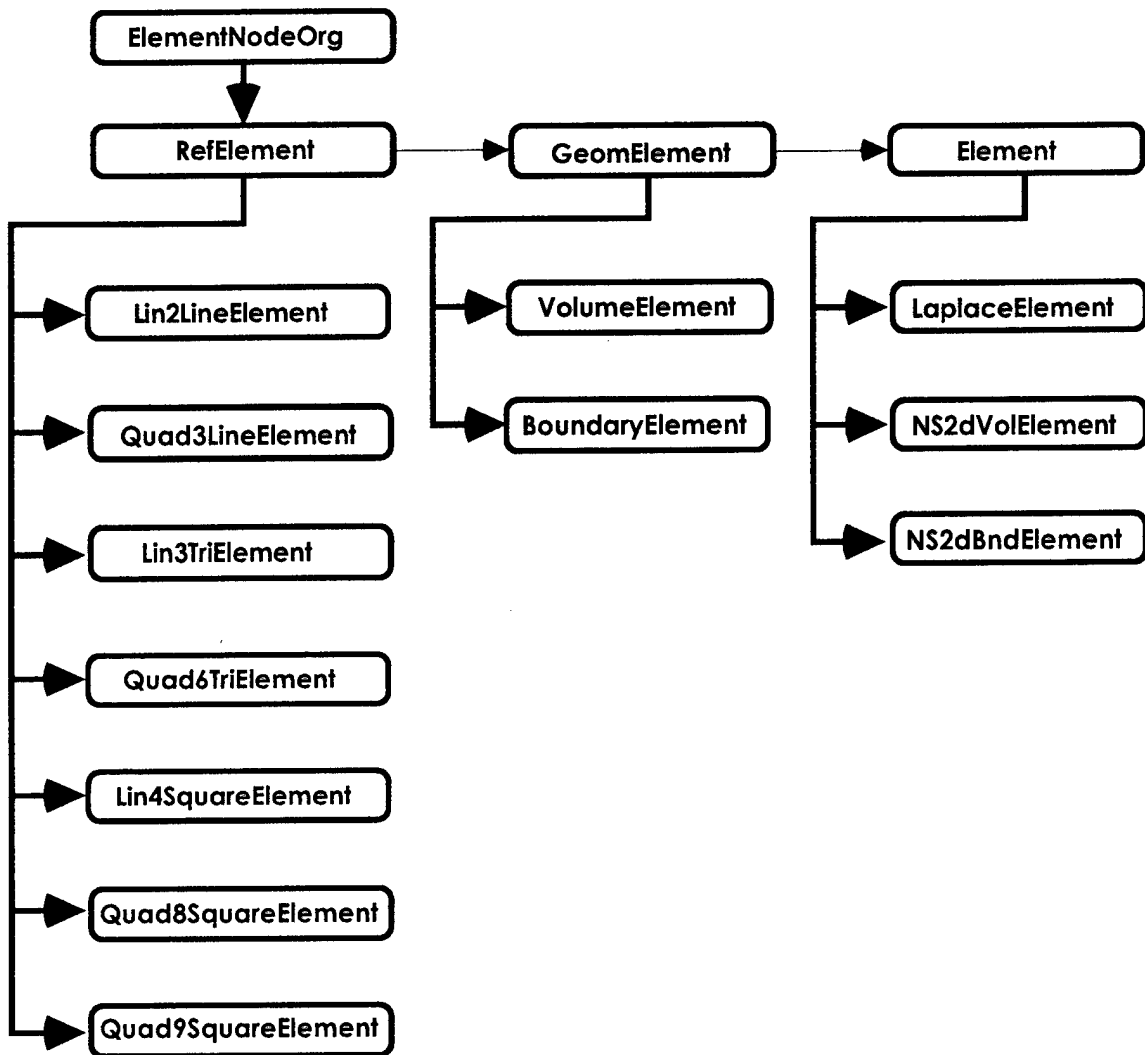 ElementNodeOrg
RefElement
GeomElement
Element
Lin2LineElement
VolumeElement
LaplaceElement
Quad3LineElement
BoundaryElement
NS2dVolElement
Lin3TriElement
NS2dBndElement
Quad6TriElement
Lin4SquareElement
Quad8SquareElement
Quad9SquareElement